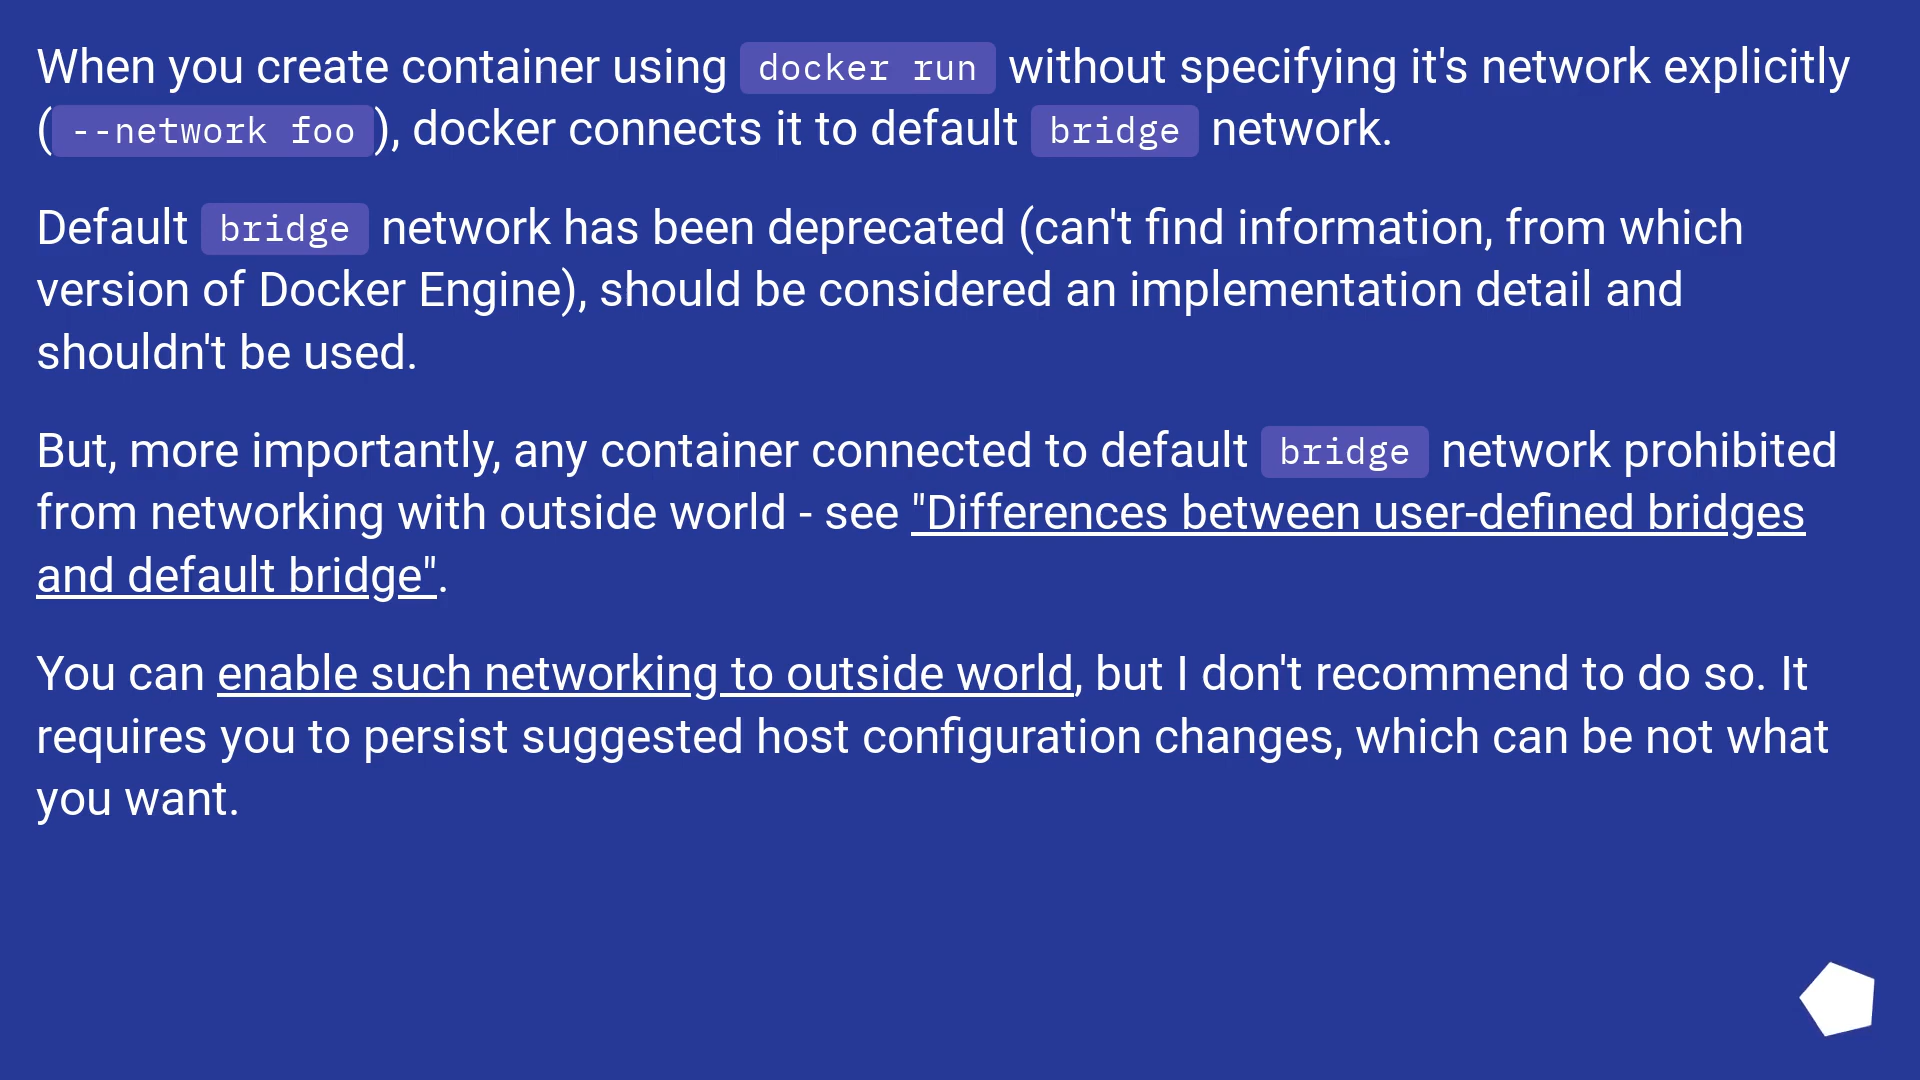 When you create container using docker run without specifying it's network explicitly
( --network foo ), docker connects it to default bridge network.
Default bridge network has been deprecated (can't find information, from which
version of Docker Engine), should be considered an implementation detail and
shouldn't be used.
But, more importantly, any container connected to default bridge network prohibited
from networking with outside world - see "Differences between user-defined bridges
and default bridge".
You can enable such networking to outside world, but I don't recommend to do so. It
requires you to persist suggested host configuration changes, which can be not what
you want.